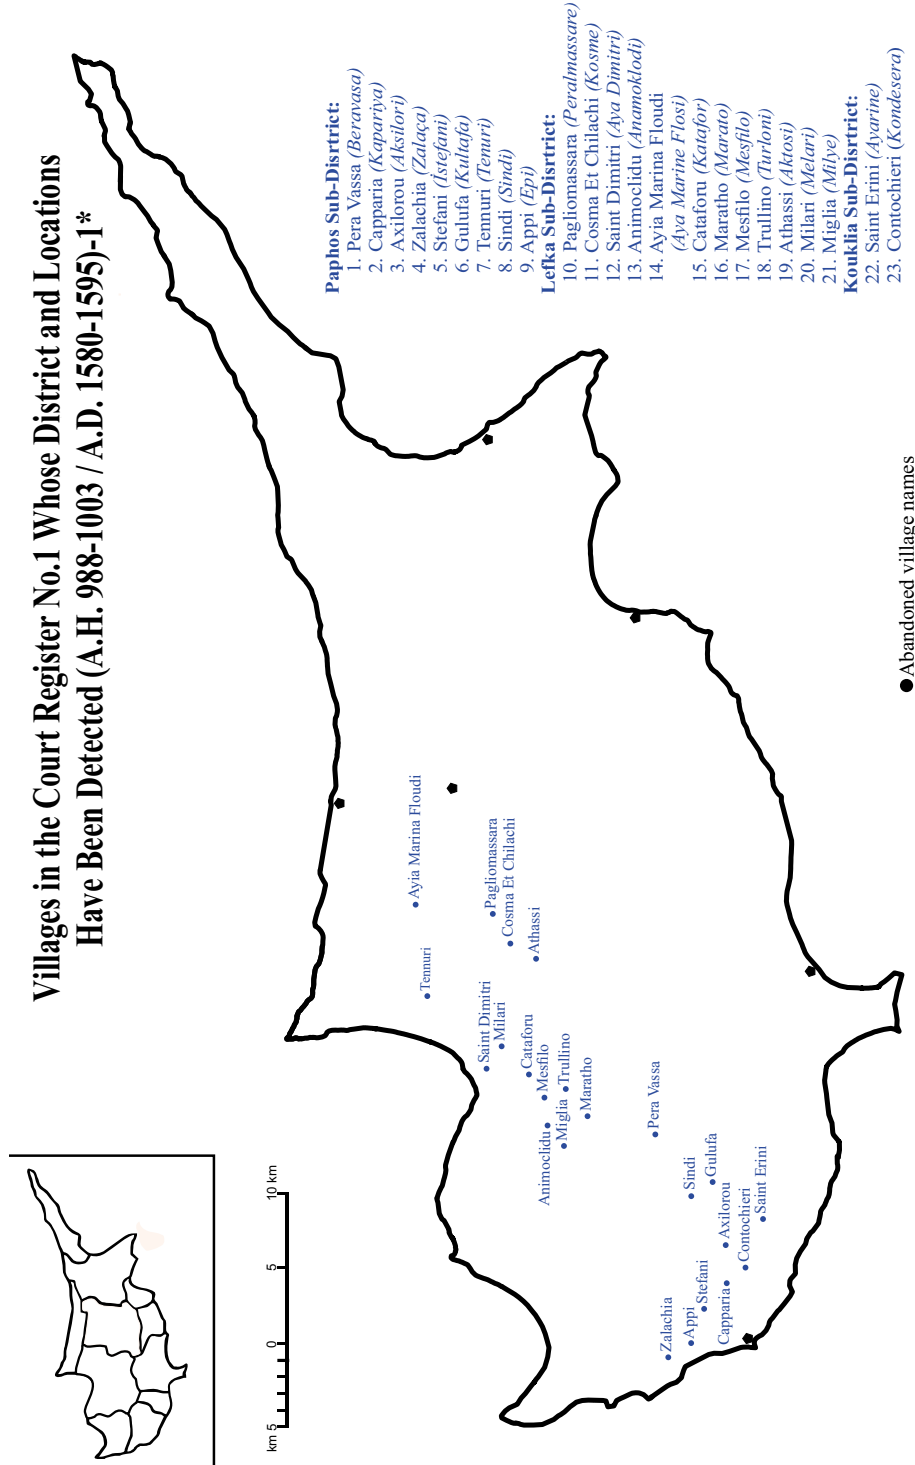 Villages in the Court Register No.1 Whose District and Locations
Have Been Detected (A.H. 988-1003 / A.D. 1580-1595)-1*
km 5
0
5
10 km
Ayia Marina Floudi
Tennuri
Pagliomassara
Cosma Et Chilachi
Athassi
Saint Dimitri
Milari
Cataforu
Mesfilo
Trullino
Animoclidu
Miglia
Maratho
Pera Vassa
Sindi
Gulufa
Saint Erini
Axilorou
Contochieri
Zalachia
Appi
Stefani
Capparia
Paphos Sub-Disrtrict:
1. Pera Vassa (Beravasa)
2. Capparia (Kapariya)
3. Axilorou (Aksilori)
4. Zalachia (Zalaça)
5. Stefani (İstefani)
6. Gulufa (Kultafa)
7. Tennuri (Tenuri)
8. Sindi (Sindi)
9. Appi (Epi)
Lefka Sub-Disrtrict:
10. Pagliomassara (Peralmassare)
11. Cosma Et Chilachi (Kosme)
12. Saint Dimitri (Aya Dimitri)
13. Animoclidu (Anamoklodi)
14. Ayia Marina Floudi
(Aya Marine Flosi)
15. Cataforu (Katafor)
16. Maratho (Marato)
17. Mesfilo (Mesfilo)
18. Trullino (Turloni)
19. Athassi (Aktosi)
20. Milari (Melari)
21. Miglia (Milye)
Kouklia Sub-Disrtrict:
22. Saint Erini (Ayarine)
23. Contochieri (Kondesera)
Abandoned village names